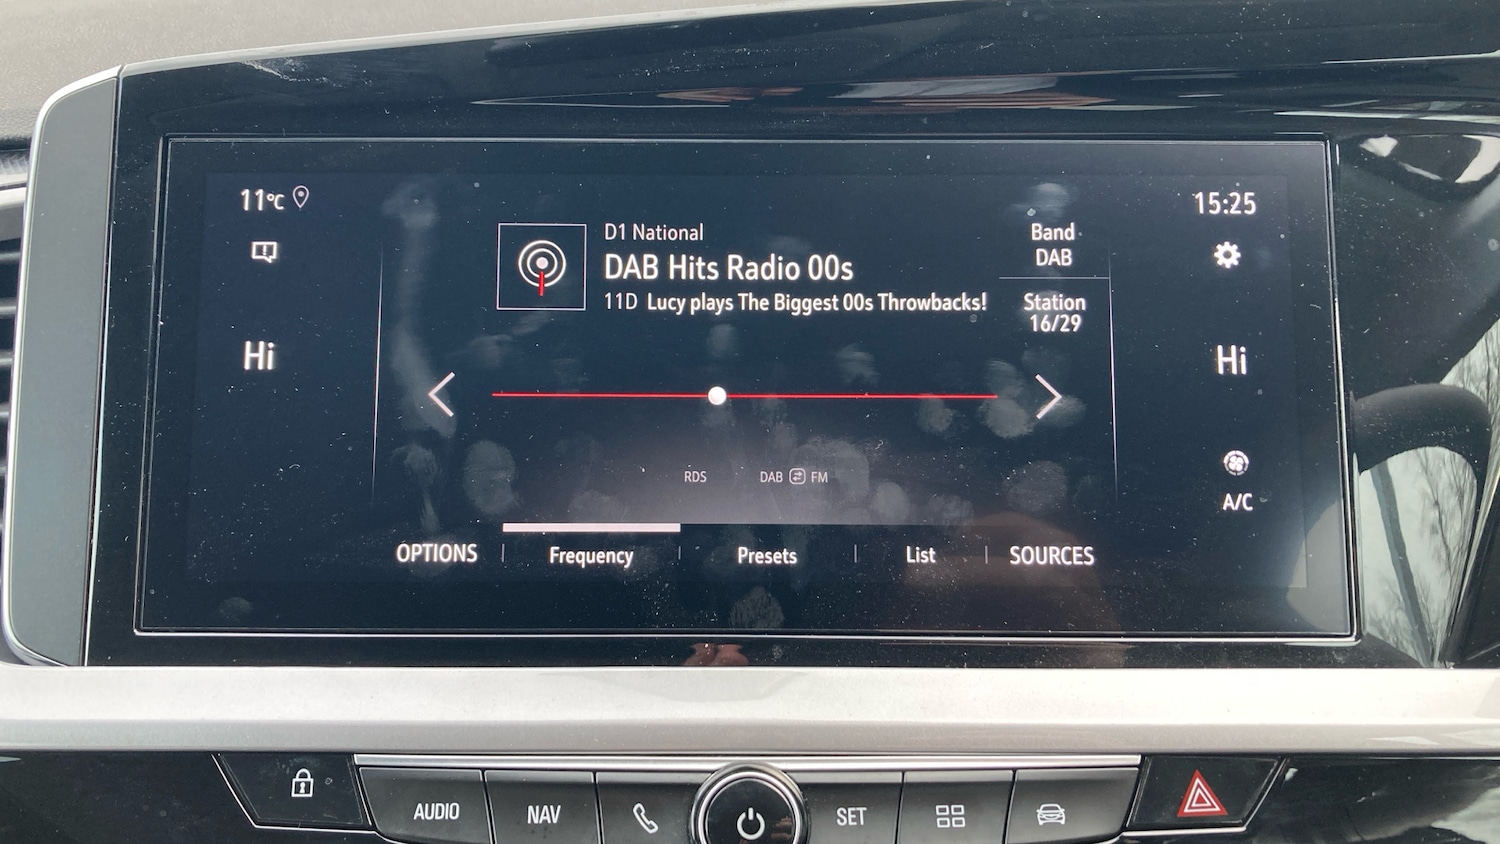 11°C
15:25
D1 National
DAB Hits Radio 00s
11D Lucy plays The Biggest 00s Throwbacks!
Band
DAB
Station
16/29
Hi
Hi
RDS
DAB FM
A/C
OPTIONS
Frequency
Presets
List
SOURCES
AUDIO
NAV
SET